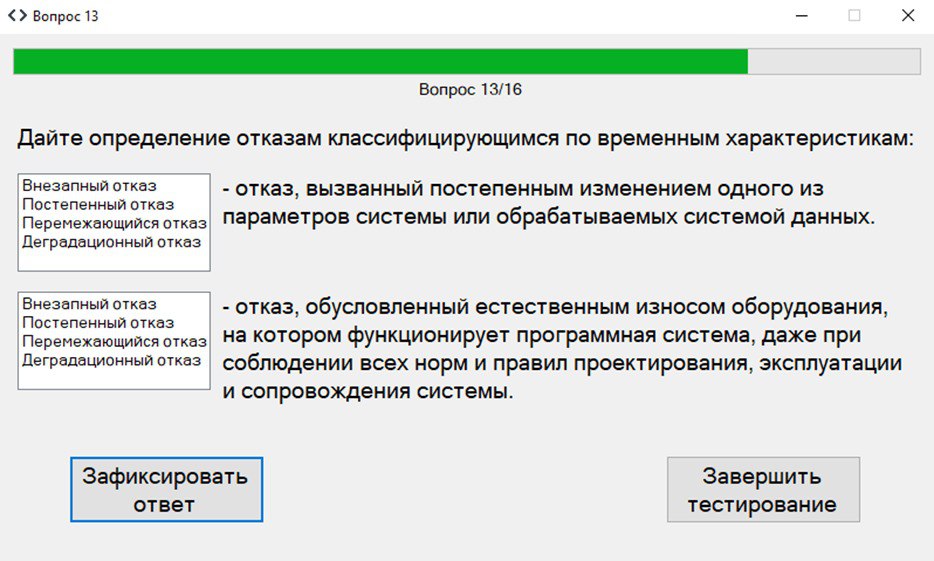 Вопрос 13
Вопрос 13/16
Дайте определение отказам классифицирующимся по временным характеристикам:
Внезапный отказ
Постепенный отказ
Перемежающийся отказ
Деградационный отказ
- отказ, вызванный постепенным изменением одного из
параметров системы или обрабатываемых системой данных.
Внезапный отказ
Постепенный отказ
Перемежающийся отказ
Деградационный отказ
- отказ, обусловленный естественным износом оборудования,
на котором функционирует программная система, даже при
соблюдении всех норм и правил проектирования, эксплуатации
и сопровождения системы.
Зафиксировать
ответ
Завершить
тестирование